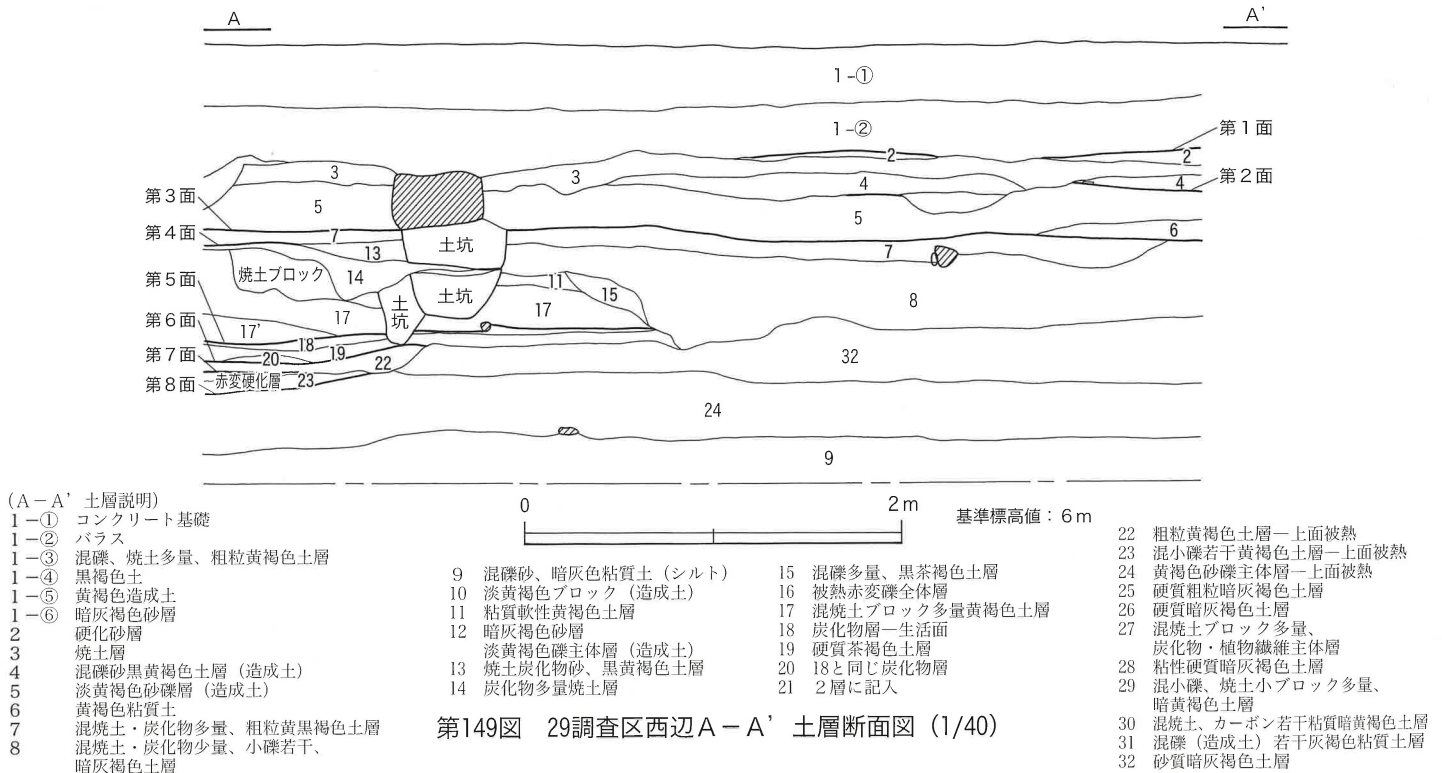 A
A'
1-①
1-②
第1面
2
2
3
3
4
4
第2面
第3面
5
5
6
第4面
7
土坑
7
13
焼土ブロック
14
第5面
11
15
土坑
土坑
8
17
17
17'
第6面
18
20
19
第7面
22
32
赤変硬化層
23
第8面
24
9
0
2m
基準標高値：6m
(A-A' 土層説明)
1-① コンクリート基礎
1-② バラス
1-③ 混礫、焼土多量、粗粒黄褐色土層
1-④ 黒褐色土
1-⑤ 黄褐色造成土
1-⑥ 暗灰褐色砂層
2 硬化砂層
3 焼土層
4 混礫砂黒黄褐色土層（造成土）
5 淡黄褐色砂礫層（造成土）
6 黄褐色粘質土
7 混焼土・炭化物多量、粗粒黄黒褐色土層
8 混焼土・炭化物少量、小礫若干、
暗灰褐色土層
9 混礫砂、暗灰色粘質土（シルト）
10 淡黄褐色ブロック（造成土）
11 粘質軟性黄褐色土層
12 暗灰褐色砂層
淡黄褐色礫主体層（造成土）
13 焼土炭化物砂、黒黄褐色土層
14 炭化物多量焼土層
15 混礫多量、黒茶褐色土層
16 被熱赤変礫全体層
17 混焼土ブロック多量黄褐色土層
18 炭化物層―生活面
19 硬質茶褐色土層
20 18と同じ炭化物層
21 2層に記入
22 粗粒黄褐色土層―上面被熱
23 混小礫若干黄褐色土層―上面被熱
24 黄褐色砂礫主体層―上面被熱
25 硬質粗粒暗灰褐色土層
26 硬質暗灰褐色土層
27 混焼土ブロック多量、
炭化物・植物繊維主体層
28 粘性硬質暗灰褐色土層
29 混小礫、焼土小ブロック多量、
暗黄褐色土層
30 混焼土、カーボン若干粘質暗黄褐色土層
31 混礫（造成土）若干灰褐色粘質土層
32 砂質暗灰褐色土層
第149図 29調査区西辺A－A' 土層断面図（1/40）